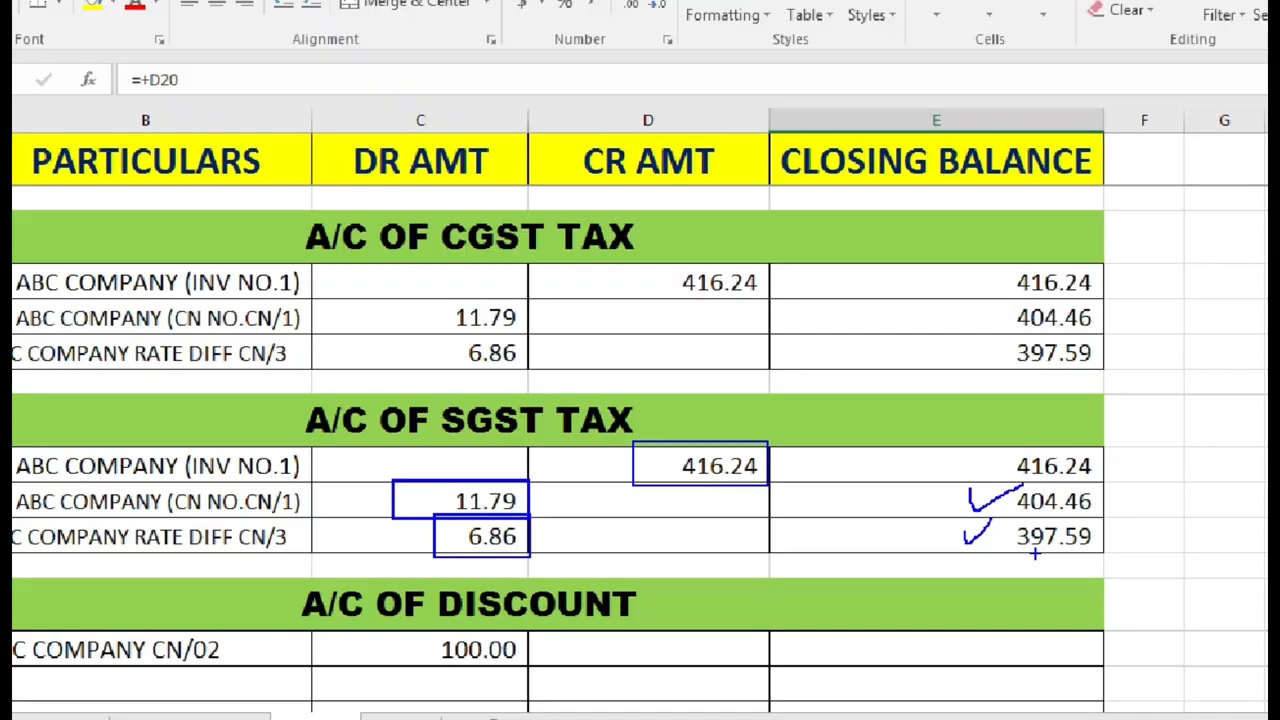 Merge & Center
$ %
Formatting Table Styles Clear Filter
Font Alignment Number Styles Cells Editing
fx =+D20
B C D E F G
PARTICULARS DR AMT CR AMT CLOSING BALANCE
A/C OF CGST TAX
ABC COMPANY (INV NO.1) 416.24 416.24
ABC COMPANY (CN NO.CN/1) 11.79 404.46
C COMPANY RATE DIFF CN/3 6.86 397.59
A/C OF SGST TAX
ABC COMPANY (INV NO.1) 416.24 416.24
ABC COMPANY (CN NO.CN/1) 11.79 404.46
C COMPANY RATE DIFF CN/3 6.86 397.59
A/C OF DISCOUNT
C COMPANY CN/02 100.00